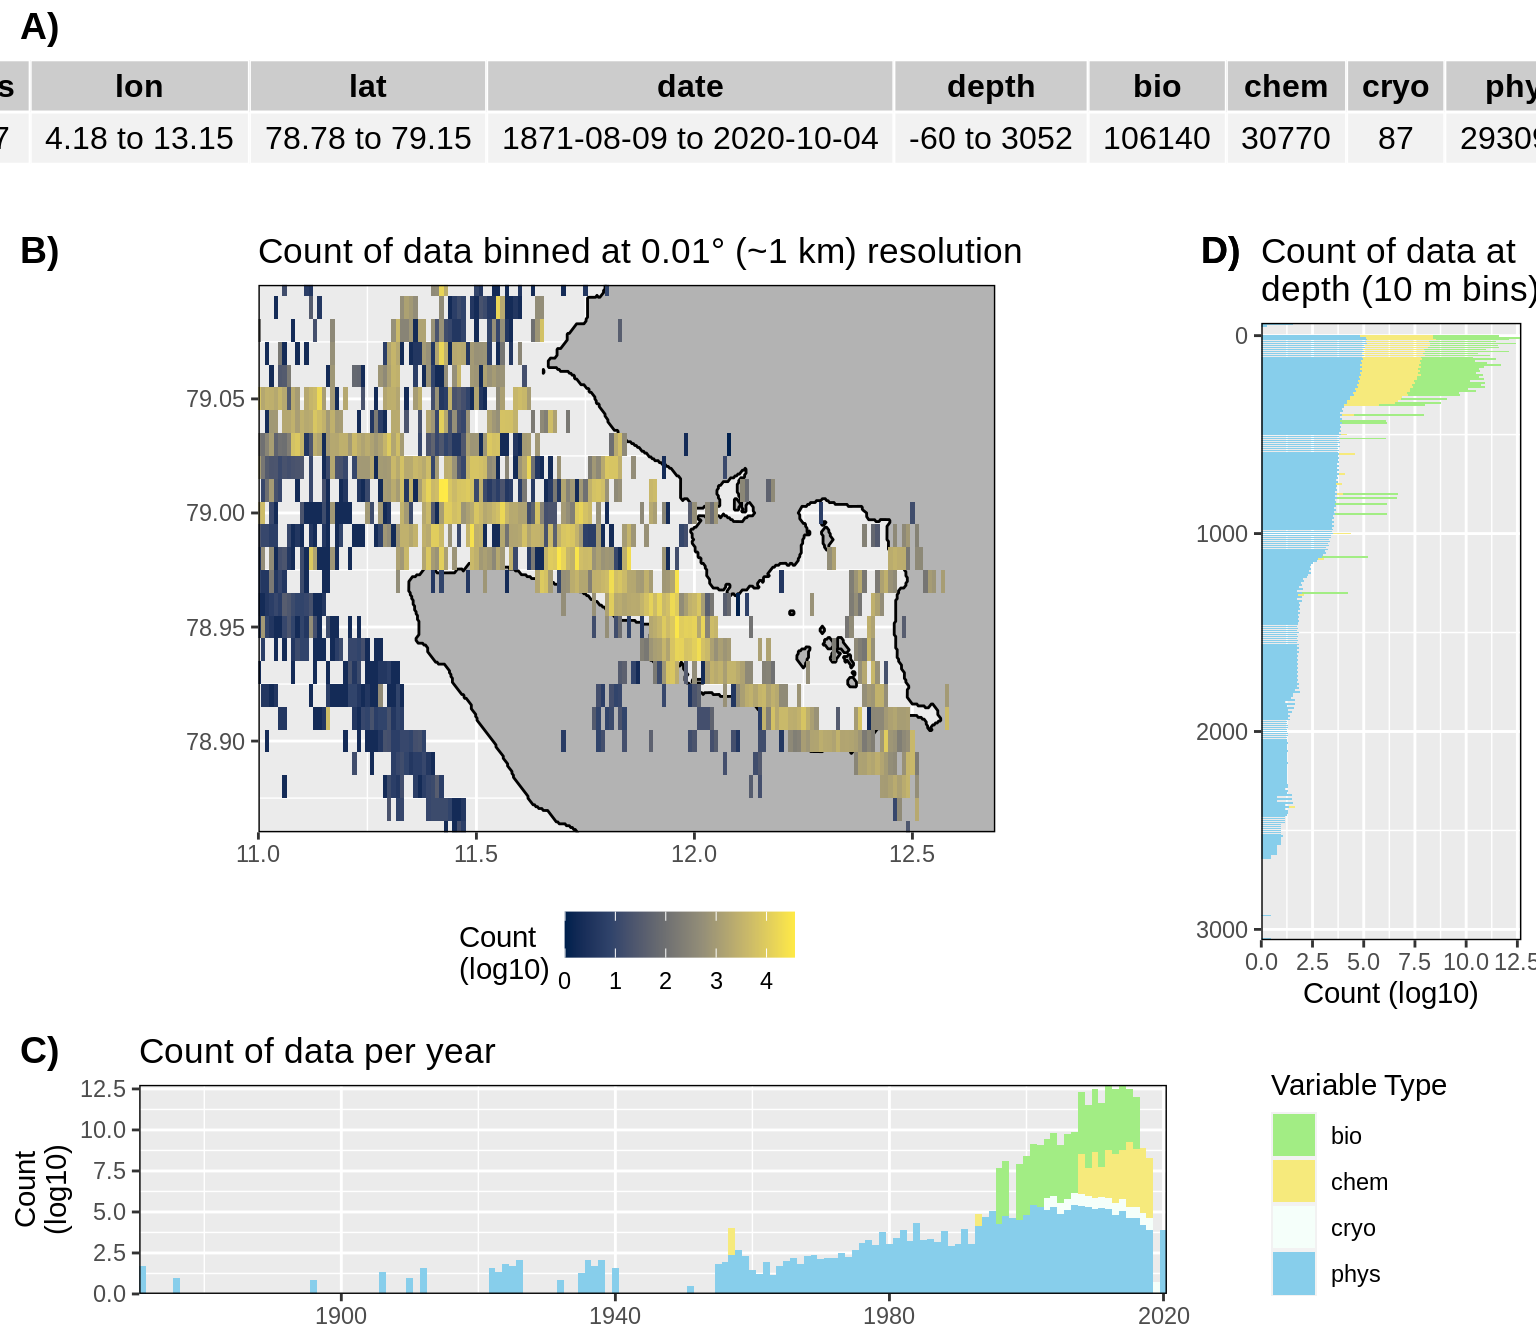 A)
s lon lat date depth bio chem cryo phy
7 4.18 to 13.15 78.78 to 79.15 1871-08-09 to 2020-10-04 -60 to 3052 106140 30770 87 29309
B)
Count of data binned at 0.01° (~1 km) resolution
79.05
79.00
78.95
78.90
11.0 11.5 12.0 12.5
Count
(log10)
0 1 2 3 4
D)
Count of data at
depth (10 m bins)
0
1000
2000
3000
0.0 2.5 5.0 7.5 10.0 12.5
Count (log10)
C)
Count of data per year
Count
(log10)
12.5
10.0
7.5
5.0
2.5
0.0
1900 1940 1980 2020
Variable Type
bio
chem
cryo
phys